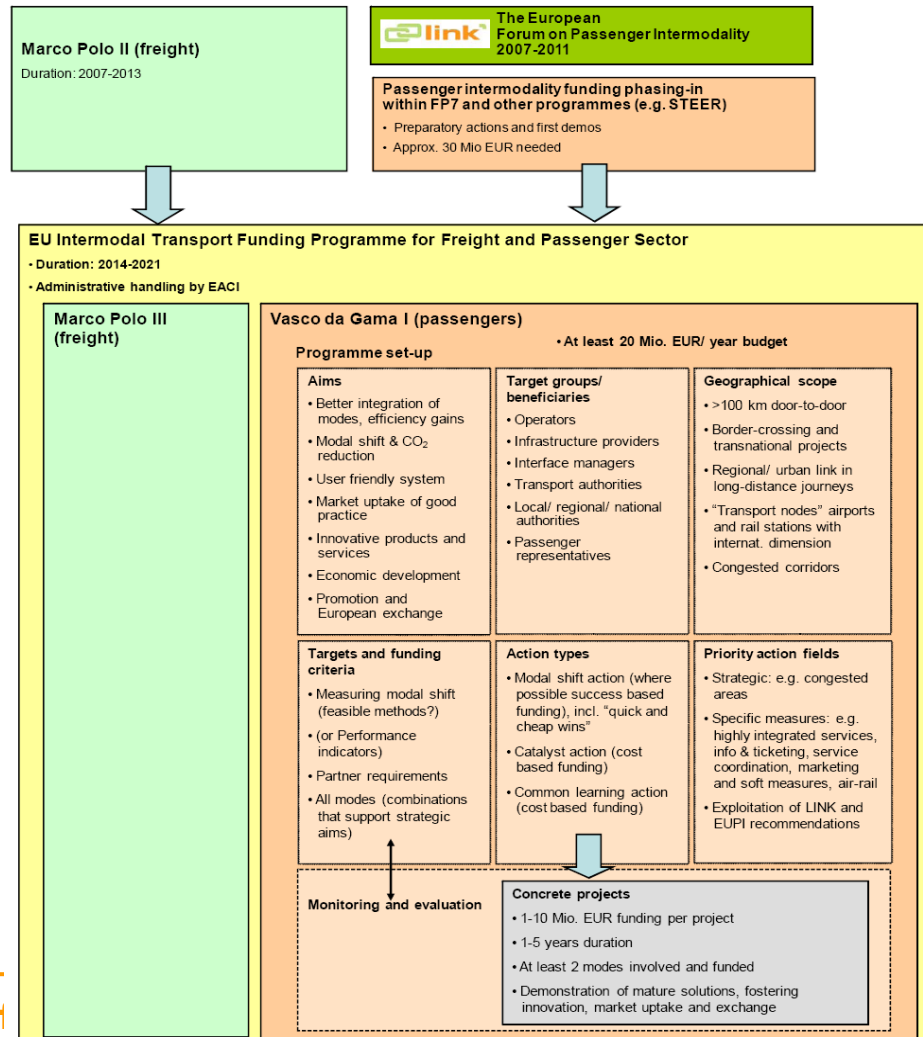 Marco Polo II (freight)
Duration: 2007-2013
link
The European
Forum on Passenger Intermodality
2007-2011
Passenger intermodality funding phasing-in
within FP7 and other programmes (e.g. STEER)
• Preparatory actions and first demos
• Approx. 30 Mio EUR needed
EU Intermodal Transport Funding Programme for Freight and Passenger Sector
• Duration: 2014-2021
• Administrative handling by EACI
Marco Polo III
(freight)
Vasco da Gama I (passengers)
• At least 20 Mio. EUR/ year budget
Programme set-up
Aims
• Better integration of
modes, efficiency gains
• Modal shift & CO2
reduction
• User friendly system
• Market uptake of good
practice
• Innovative products and
services
• Economic development
• Promotion and
European exchange
Target groups/
beneficiaries
• Operators
• Infrastructure providers
• Interface managers
• Transport authorities
• Local/ regional/ national
authorities
• Passenger
representatives
Geographical scope
• >100 km door-to-door
• Border-crossing and
transnational projects
• Regional/ urban link in
long-distance journeys
• “Transport nodes” airports
and rail stations with
internat. dimension
• Congested corridors
Targets and funding
criteria
• Measuring modal shift
(feasible methods?)
• (or Performance
indicators)
• Partner requirements
• All modes (combinations
that support strategic
aims)
Action types
• Modal shift action (where
possible success based
funding), incl. “quick and
cheap wins”
• Catalyst action (cost
based funding)
• Common learning action
(cost based funding)
Priority action fields
• Strategic: e.g. congested
areas
• Specific measures: e.g.
highly integrated services,
info & ticketing, service
coordination, marketing
and soft measures, air-rail
• Exploitation of LINK and
EUPI recommendations
Monitoring and evaluation
Concrete projects
• 1-10 Mio. EUR funding per project
• 1-5 years duration
• At least 2 modes involved and funded
• Demonstration of mature solutions, fostering
innovation, market uptake and exchange